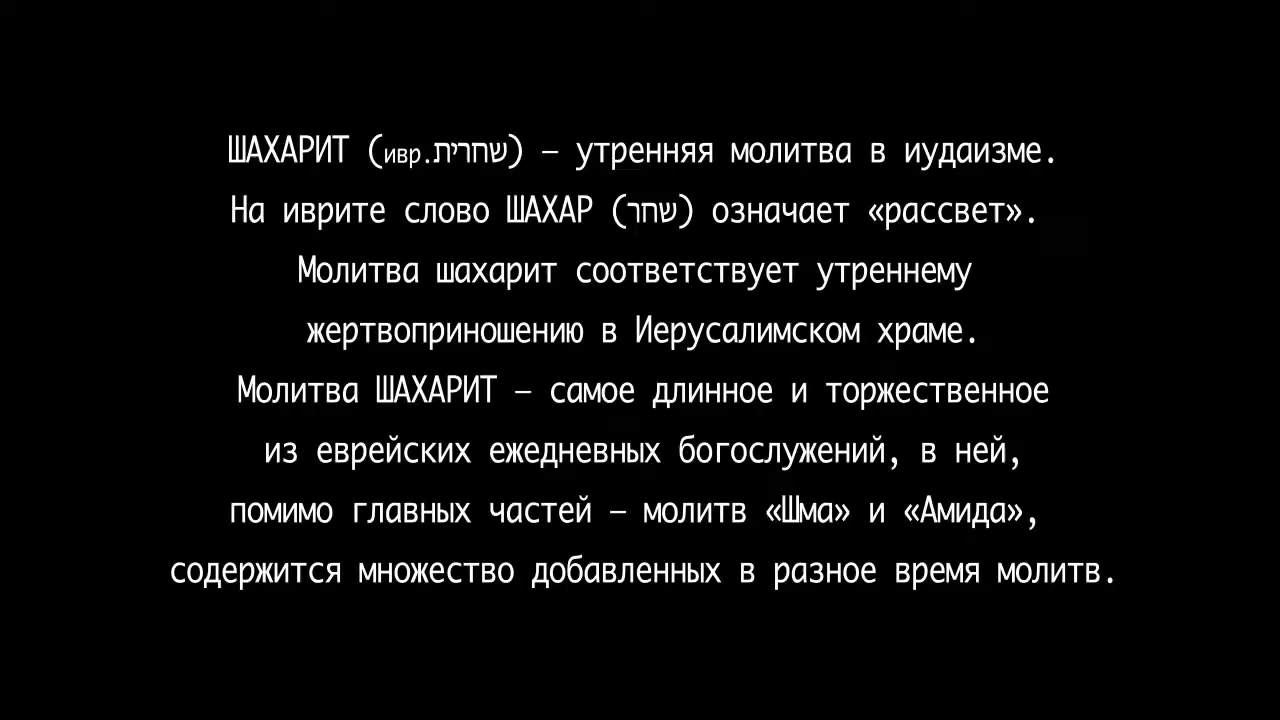 ШАХАРИТ (ивр.שחרית) – утренняя молитва в иудаизме.
На иврите слово ШАХАР (שחר) означает «рассвет».
Молитва шахарит соответствует утреннему
жертвоприношению в Иерусалимском храме.
Молитва ШАХАРИТ – самое длинное и торжественное
из еврейских ежедневных богослужений, в ней,
помимо главных частей – молитв «Шма» и «Амида»,
содержится множество добавленных в разное время молитв.